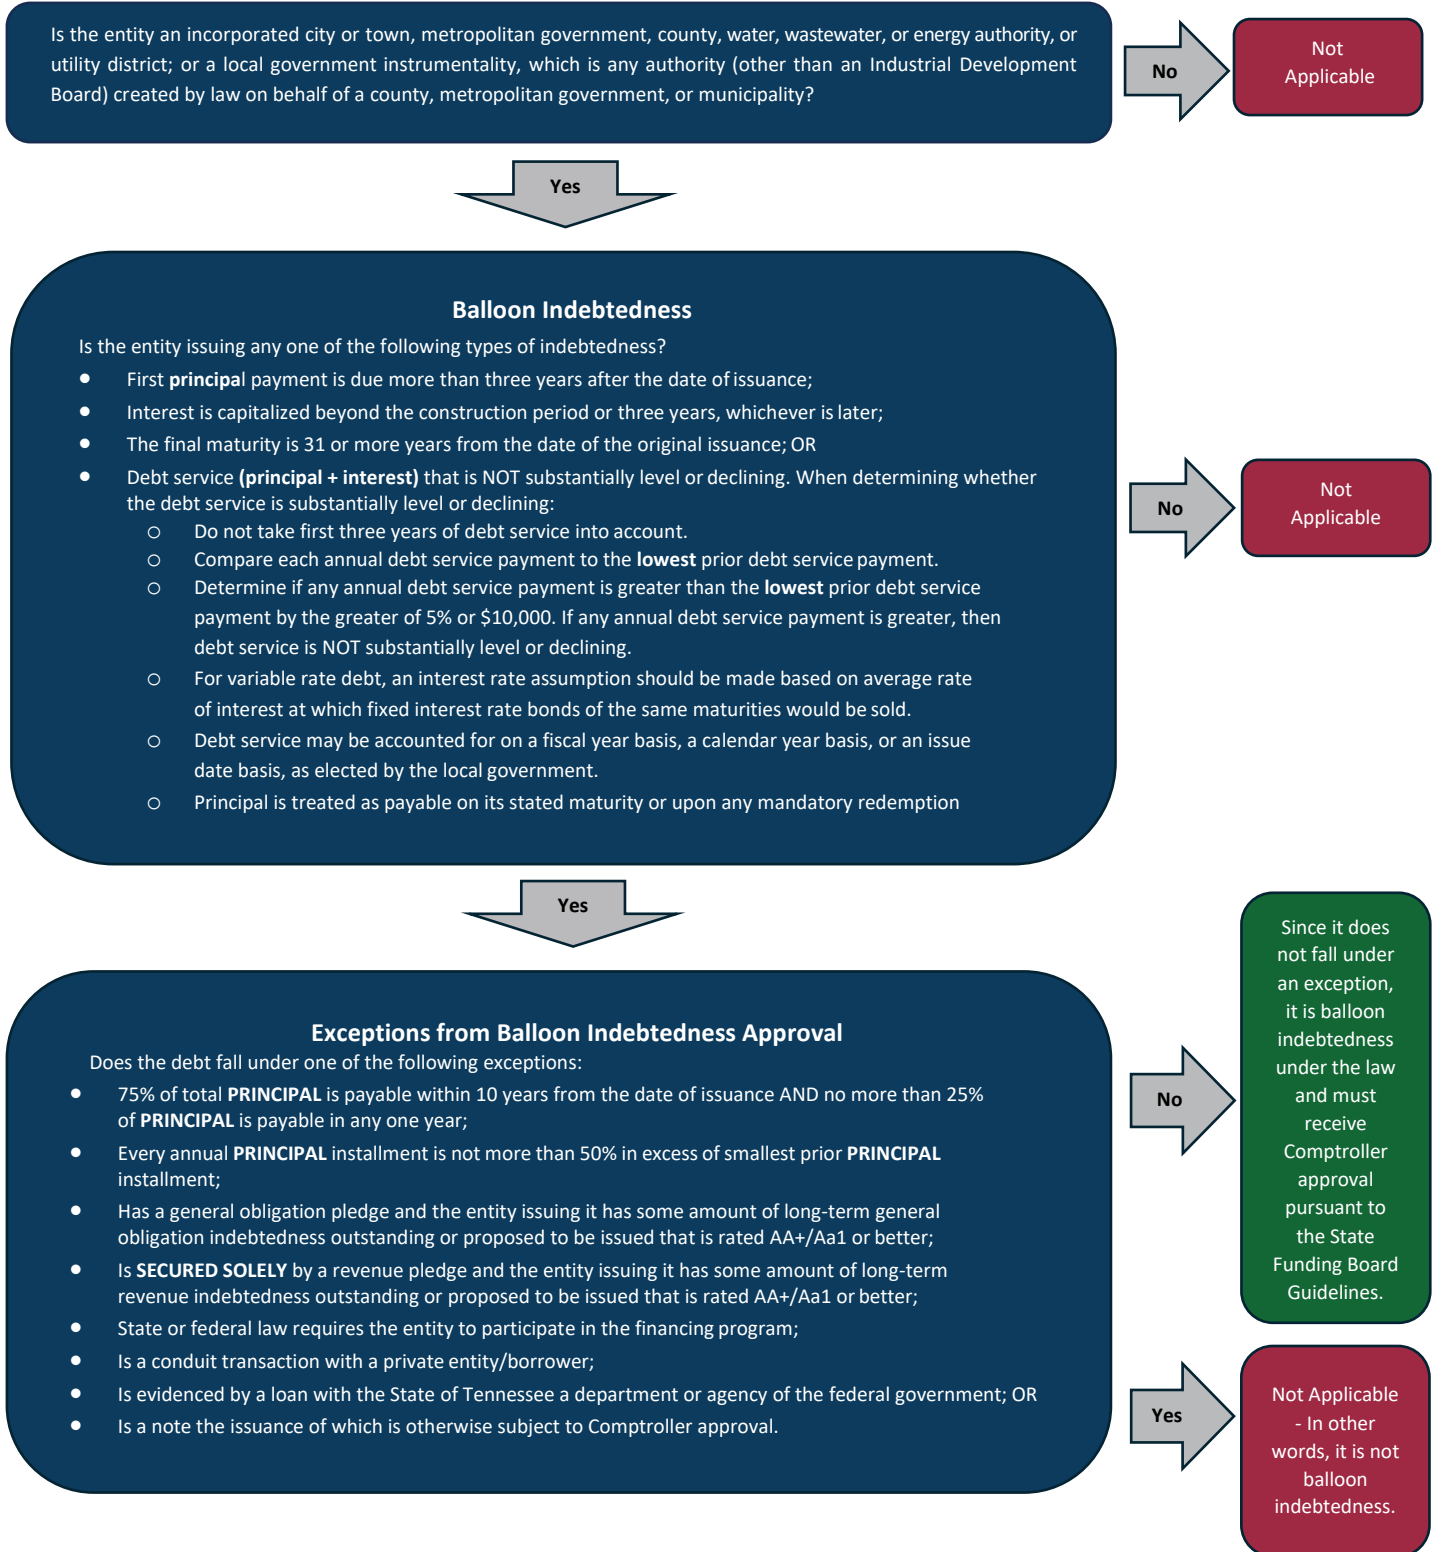 Is the entity an incorporated city or town, metropolitan government, county, water, wastewater, or energy authority, or
utility district; or a local government instrumentality, which is any authority (other than an Industrial Development
Board) created by law on behalf of a county, metropolitan government, or municipality?
No
Not
Applicable
Yes
Balloon Indebtedness
Is the entity issuing any one of the following types of indebtedness?
● First principal payment is due more than three years after the date of issuance;
● Interest is capitalized beyond the construction period or three years, whichever is later;
● The final maturity is 31 or more years from the date of the original issuance; OR
● Debt service (principal + interest) that is NOT substantially level or declining. When determining whether
the debt service is substantially level or declining:
○ Do not take first three years of debt service into account.
○ Compare each annual debt service payment to the lowest prior debt service payment.
○ Determine if any annual debt service payment is greater than the lowest prior debt service
payment by the greater of 5% or $10,000. If any annual debt service payment is greater, then
debt service is NOT substantially level or declining.
○ For variable rate debt, an interest rate assumption should be made based on average rate
of interest at which fixed interest rate bonds of the same maturities would be sold.
○ Debt service may be accounted for on a fiscal year basis, a calendar year basis, or an issue
date basis, as elected by the local government.
○ Principal is treated as payable on its stated maturity or upon any mandatory redemption
No
Not
Applicable
Yes
Exceptions from Balloon Indebtedness Approval
Does the debt fall under one of the following exceptions:
● 75% of total PRINCIPAL is payable within 10 years from the date of issuance AND no more than 25%
of PRINCIPAL is payable in any one year;
● Every annual PRINCIPAL installment is not more than 50% in excess of smallest prior PRINCIPAL
installment;
● Has a general obligation pledge and the entity issuing it has some amount of long-term general
obligation indebtedness outstanding or proposed to be issued that is rated AA+/Aa1 or better;
● Is SECURED SOLELY by a revenue pledge and the entity issuing it has some amount of long-term
revenue indebtedness outstanding or proposed to be issued that is rated AA+/Aa1 or better;
● State or federal law requires the entity to participate in the financing program;
● Is a conduit transaction with a private entity/borrower;
● Is evidenced by a loan with the State of Tennessee a department or agency of the federal government; OR
● Is a note the issuance of which is otherwise subject to Comptroller approval.
No
Since it does
not fall under
an exception,
it is balloon
indebtedness
under the law
and must
receive
Comptroller
approval
pursuant to
the State
Funding Board
Guidelines.
Yes
Not Applicable
- In other
words, it is not
balloon
indebtedness.